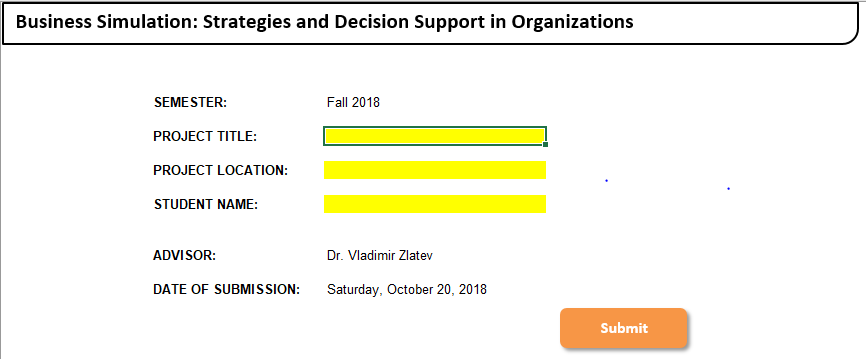 Business Simulation: Strategies and Decision Support in Organizations
SEMESTER: Fall 2018
PROJECT TITLE:
PROJECT LOCATION:
STUDENT NAME:
ADVISOR: Dr. Vladimir Zlatev
DATE OF SUBMISSION: Saturday, October 20, 2018
Submit